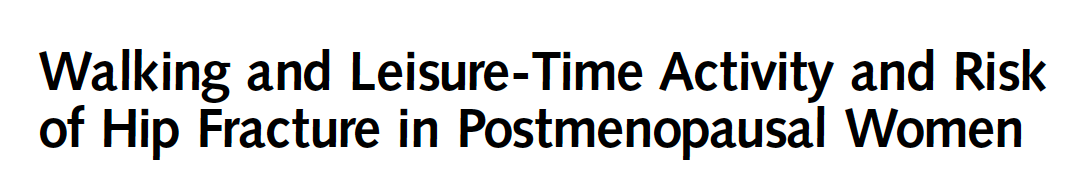 Walking and Leisure-Time Activity and Risk
of Hip Fracture in Postmenopausal Women